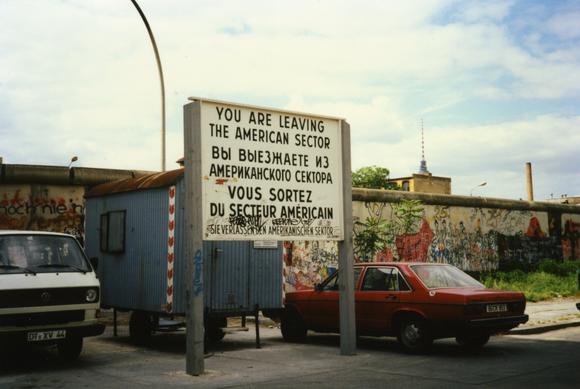 YOU ARE LEAVING
THE AMERICAN SECTOR
ВЫ ВЫЕЗЖАЕТЕ ИЗ
АМЕРИКАНСКОГО СЕКТОРА
VOUS SORTEZ
DU SECTEUR AMÉRICAIN
SIE VERLASSEN DEN AMERIKANISCHEN SEKTOR